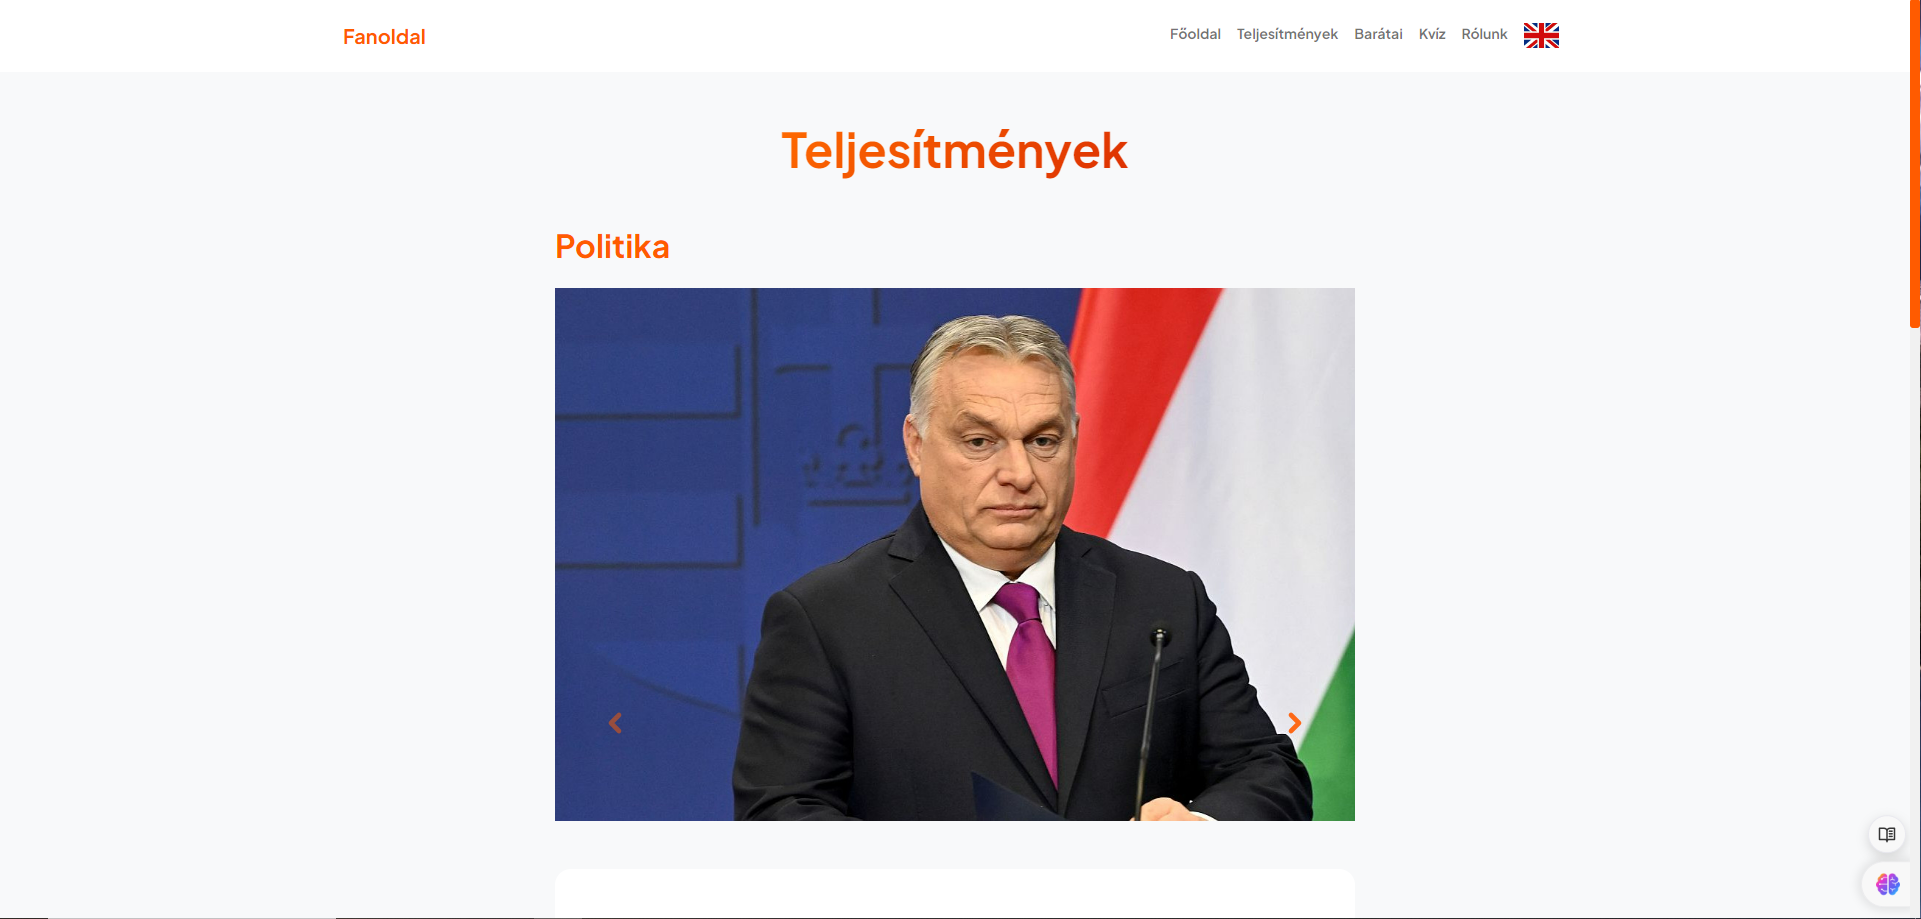 Fanoldal
Főoldal Teljesítmények Barátai Kvíz Rólunk
Teljesítmények
Politika